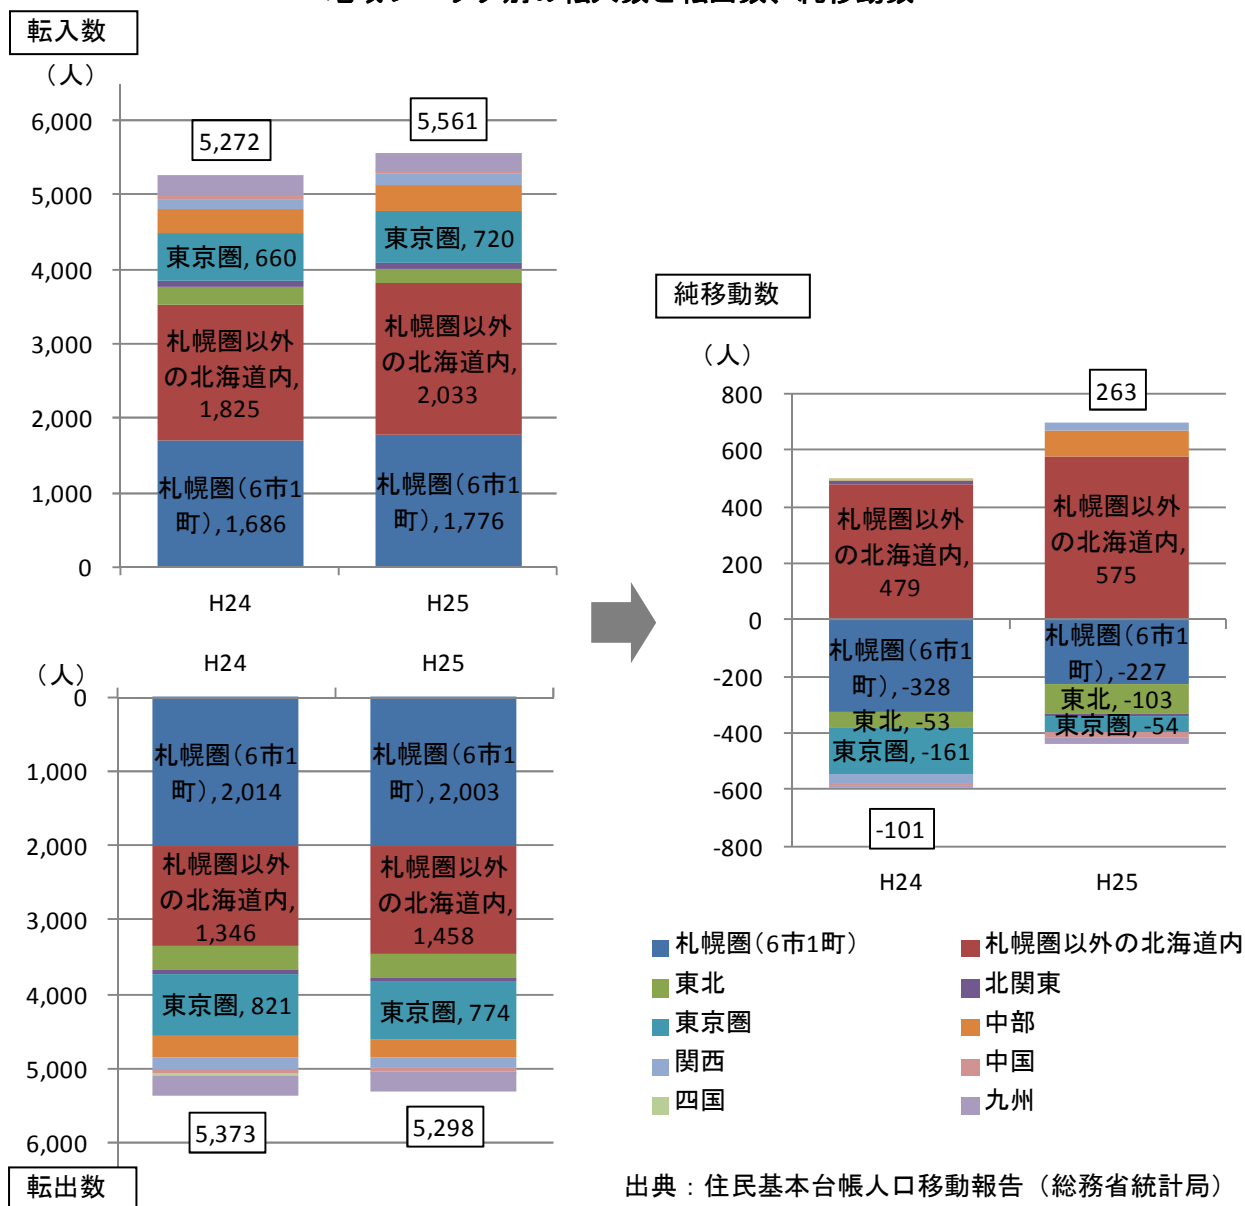 転入数
（人）
6,000
5,000
4,000
3,000
2,000
1,000
0
5,272
5,561
東京圏, 660
東京圏, 720
札幌圏以外
の北海道内,
1,825
札幌圏以外
の北海道内,
2,033
札幌圏（6市1
町）, 1,686
札幌圏（6市1
町）, 1,776
H24
H25
H24
H25
（人）
0
1,000
2,000
3,000
4,000
5,000
6,000
札幌圏（6市1
町）, 2,014
札幌圏（6市1
町）, 2,003
札幌圏以外
の北海道内,
1,346
札幌圏以外
の北海道内,
1,458
東京圏, 821
東京圏, 774
5,373
5,298
転出数
純移動数
（人）
800
600
400
200
0
-200
-400
-600
-800
263
札幌圏以外
の北海道内,
479
札幌圏以外
の北海道内,
575
札幌圏（6市1
町）, -328
東北, -53
東京圏, -161
札幌圏（6市1
町）, -227
東北, -103
東京圏, -54
-101
H24
H25
札幌圏（6市1町）
札幌圏以外の北海道内
東北
北関東
東京圏
中部
関西
中国
四国
九州
出典：住民基本台帳人口移動報告（総務省統計局）